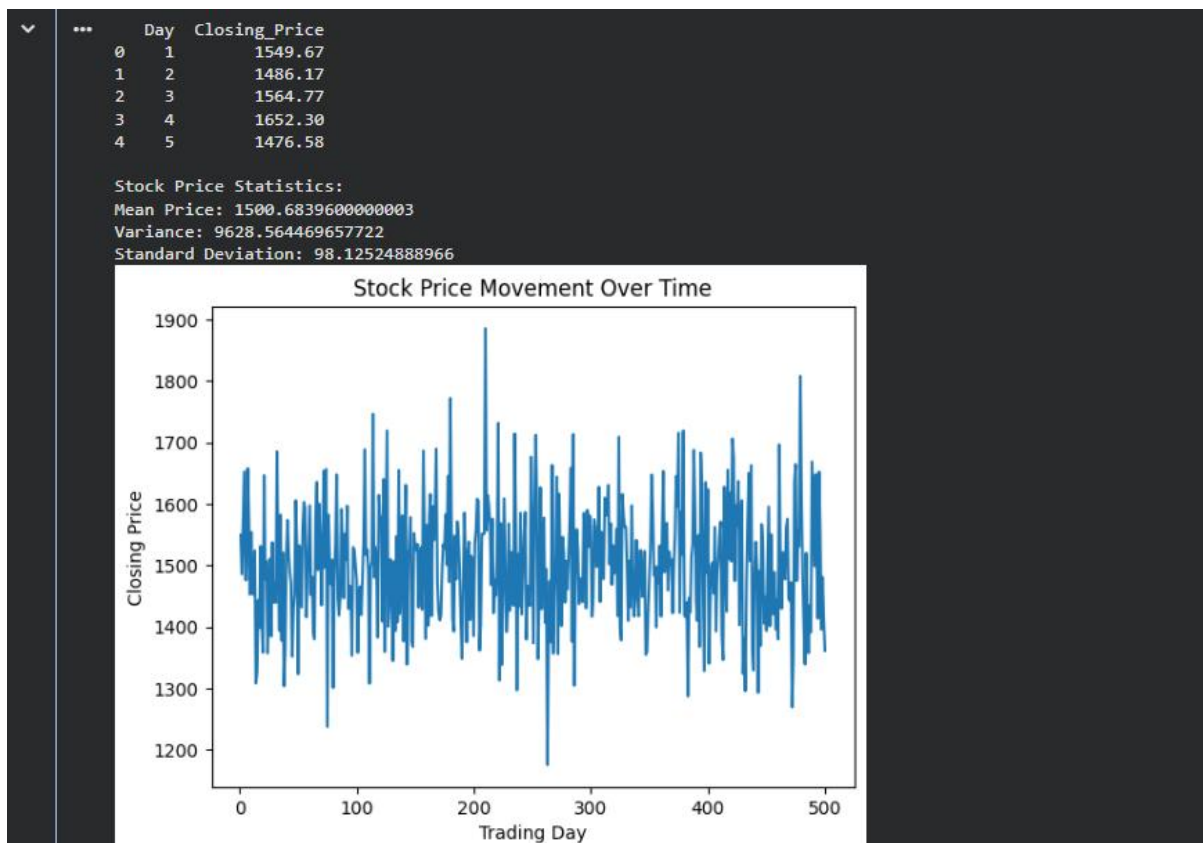 Day Closing_Price
0 1 1549.67
1 2 1486.17
2 3 1564.77
3 4 1652.30
4 5 1476.58
Stock Price Statistics:
Mean Price: 1500.6839600000003
Variance: 9628.564469657722
Standard Deviation: 98.12524888966
Stock Price Movement Over Time
1900
1800
1700
1600
1500
1400
1300
1200
Closing Price
0 100 200 300 400 500
Trading Day